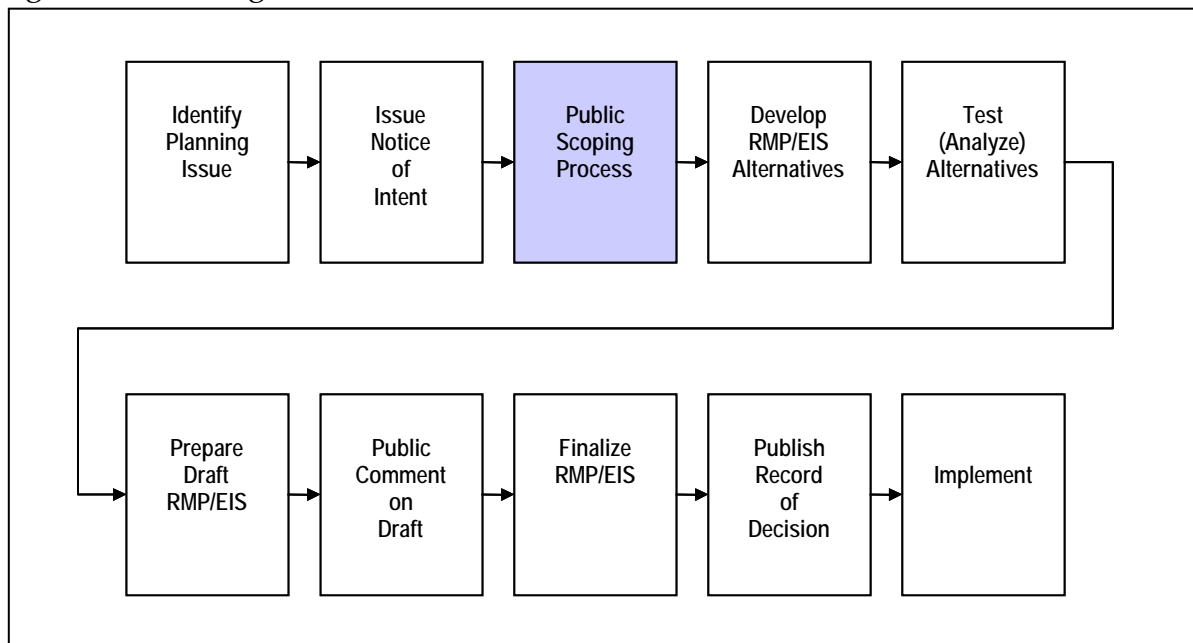 Identify
Planning
Issue
Issue
Notice
of
Intent
Public
Scoping
Process
Develop
RMP/EIS
Alternatives
Test
(Analyze)
Alternatives
Prepare
Draft
RMP/EIS
Public
Comment
on
Draft
Finalize
RMP/EIS
Publish
Record
of
Decision
Implement